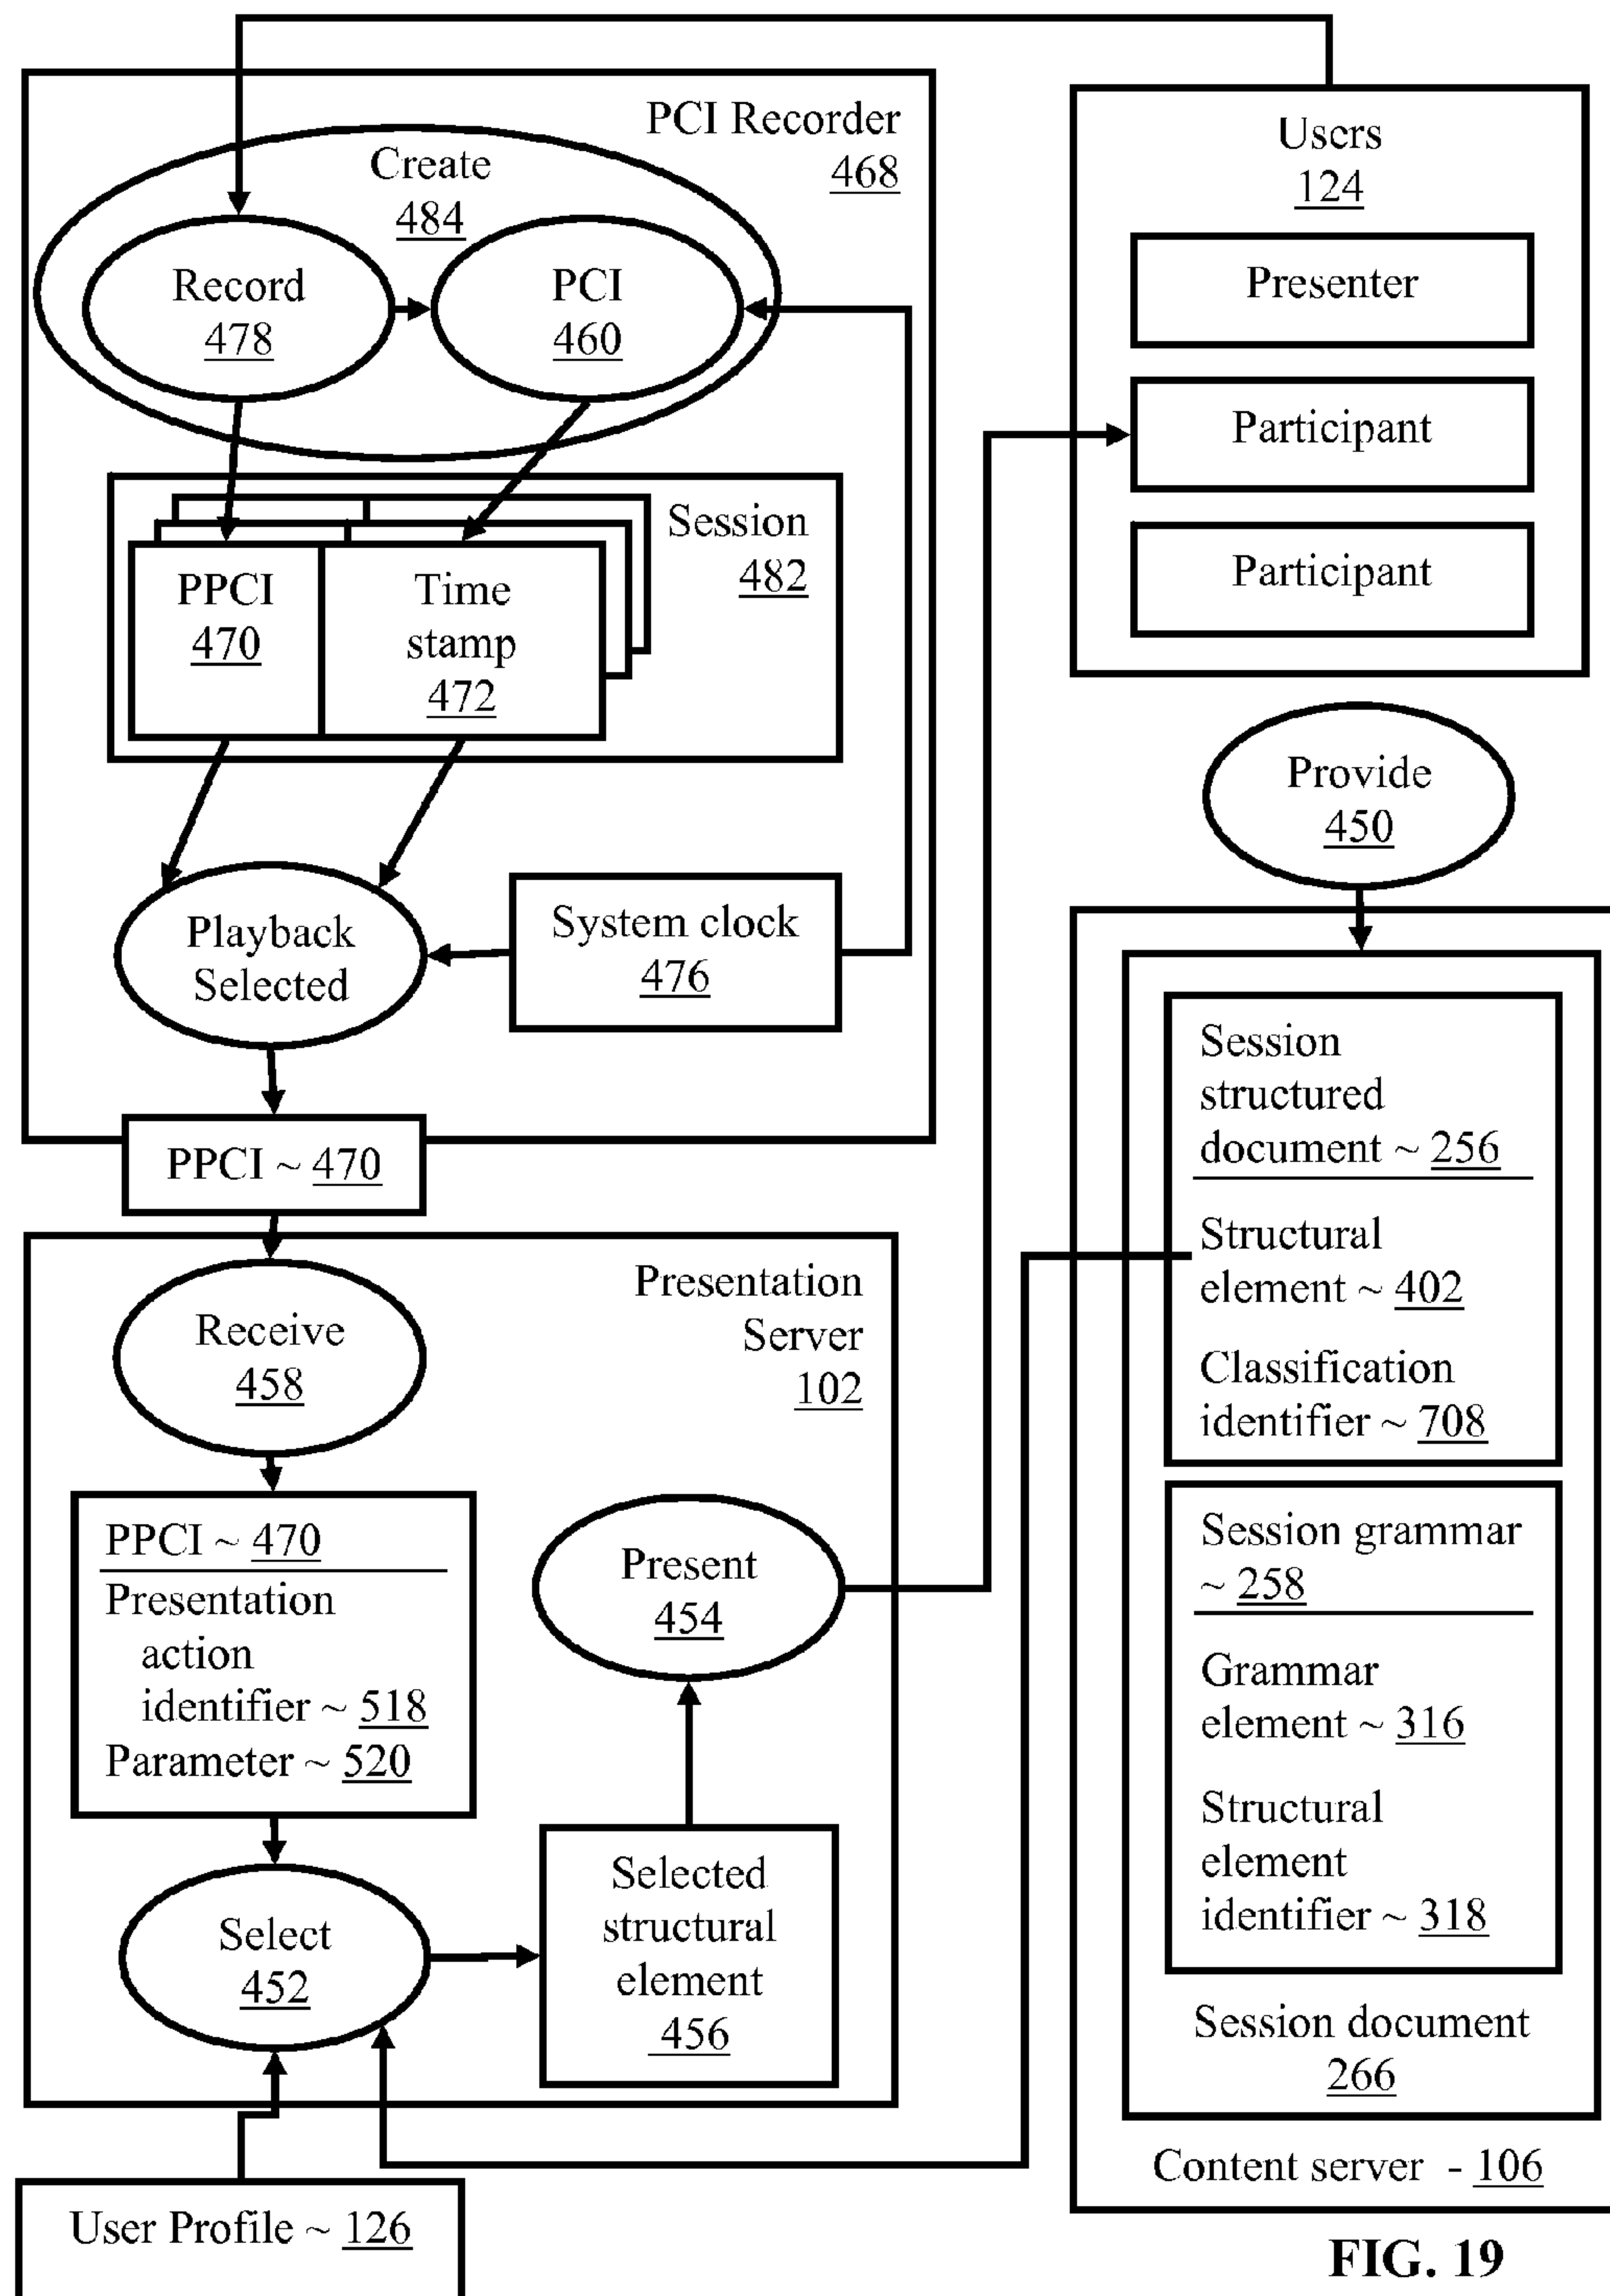 PCI Recorder
468
Create
484
Record
478
PCI
460
Session
482
PPCI
470
Time
stamp
472
Playback
Selected
System clock
476
PPCI ~ 470
Presentation
Server
102
Receive
458
PPCI ~ 470
Presentation
action
identifier ~ 518
Parameter ~ 520
Present
454
Select
452
Selected
structural
element
456
User Profile ~ 126
Users
124
Presenter
Participant
Participant
Provide
450
Session
structured
document ~ 256
Structural
element ~ 402
Classification
identifier ~ 708
Session grammar
~ 258
Grammar
element ~ 316
Structural
element
identifier ~ 318
Session document
266
Content server - 106
FIG. 19